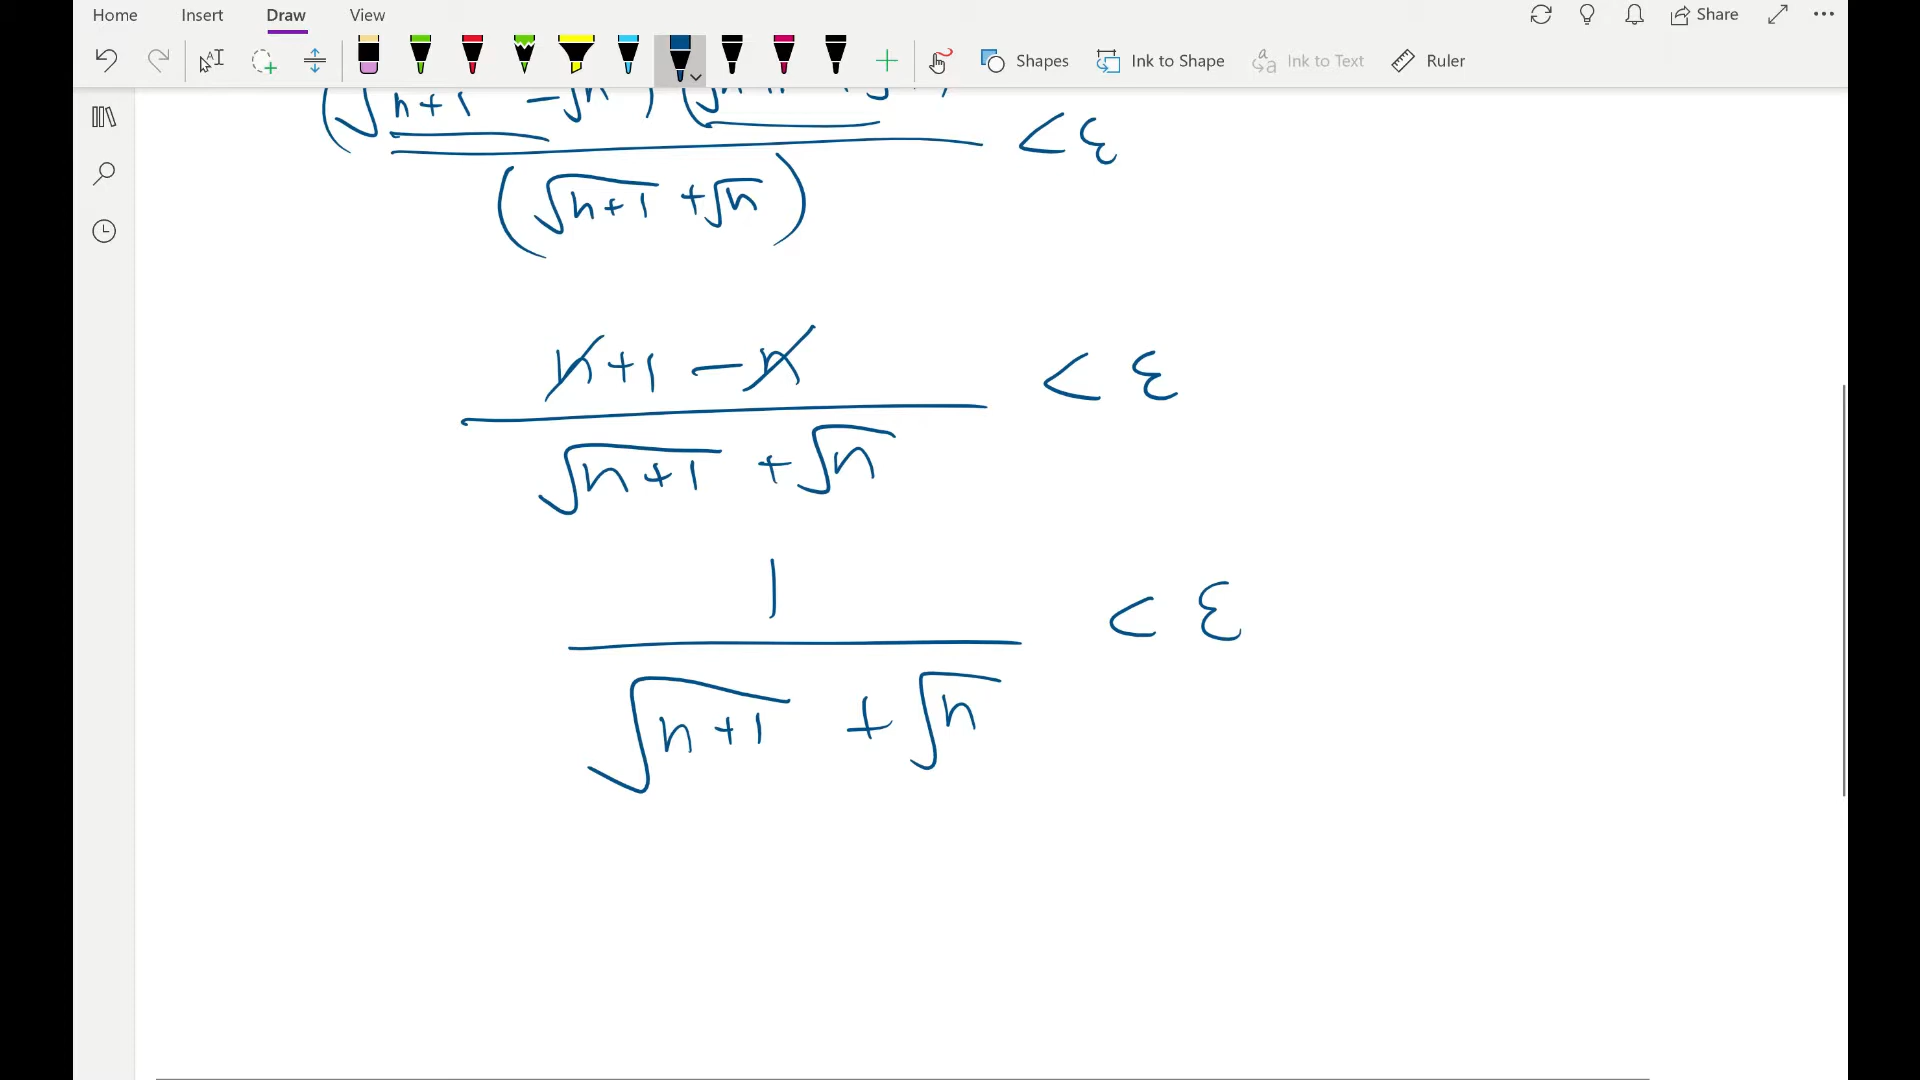 Home Insert Draw View Share
Shapes Ink to Shape Ink to Text Ruler
(√n+1 - √n) < ε
(√n+1 + √n)
n+1 - n < ε
√n+1 + √n
1 < ε
√n+1 + √n